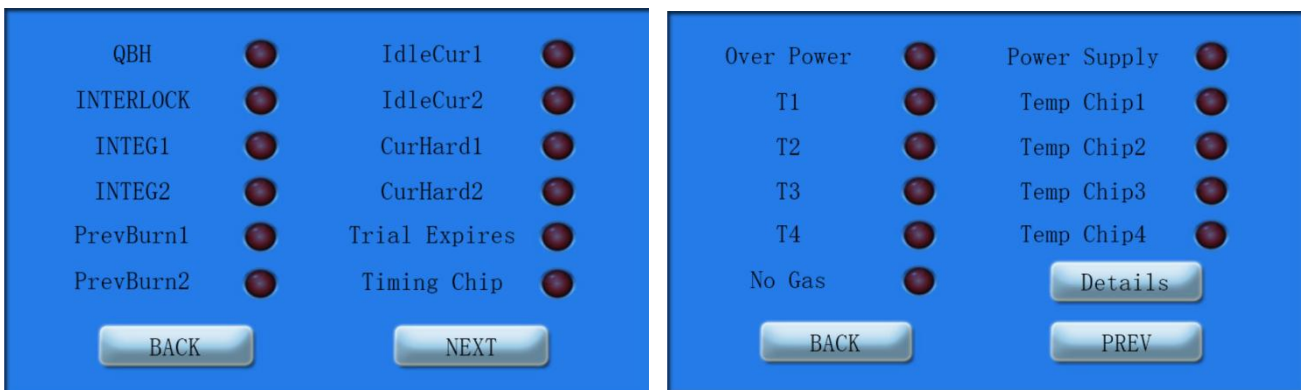 QBH IdleCur1
INTERLOCK IdleCur2
INTEG1 CurHard1
INTEG2 CurHard2
PrevBurn1 Trial Expires
PrevBurn2 Timing Chip
BACK NEXT
Over Power Power Supply
T1 Temp Chip1
T2 Temp Chip2
T3 Temp Chip3
T4 Temp Chip4
No Gas Details
BACK PREV